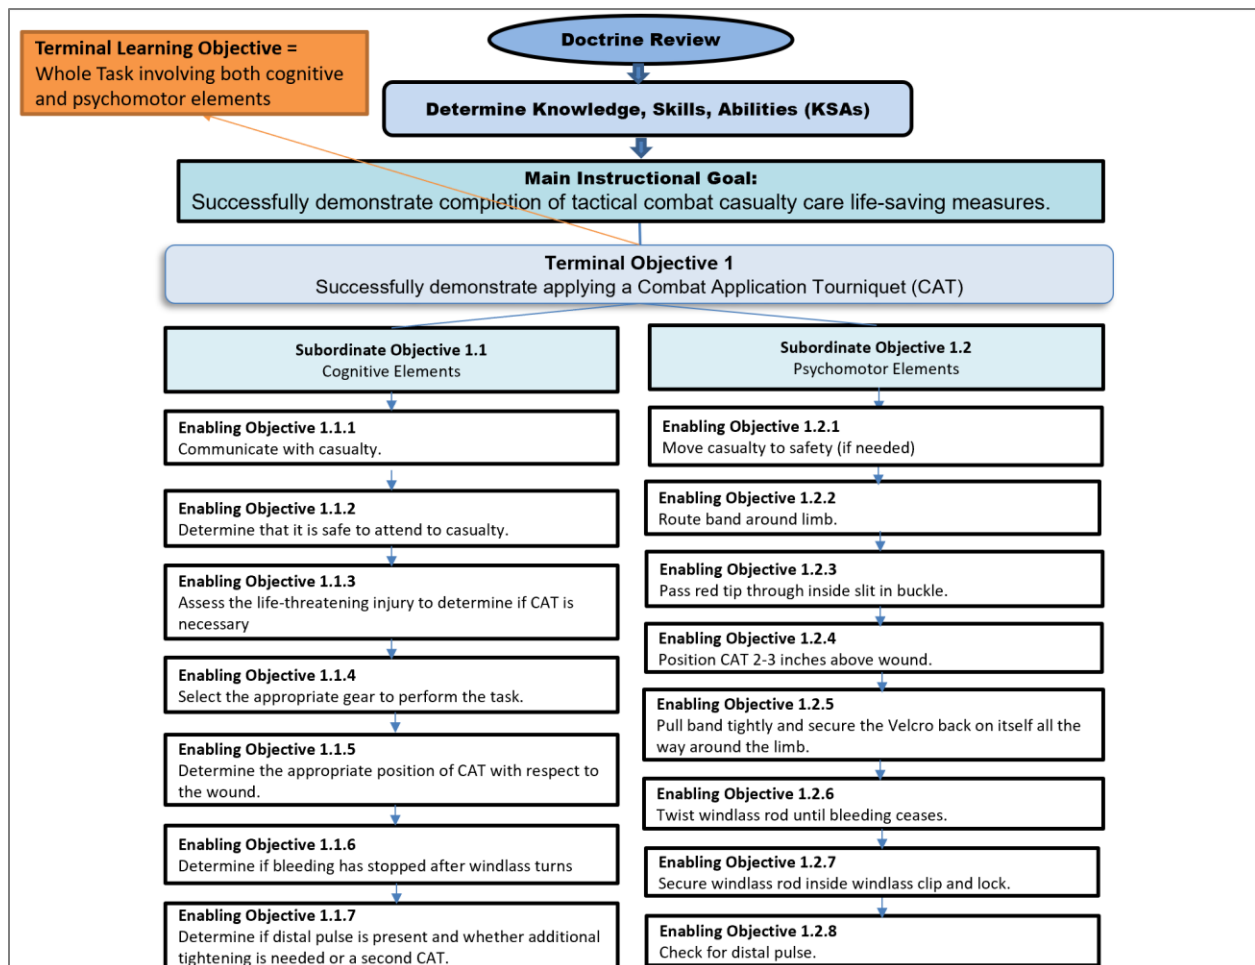 Terminal Learning Objective =
Whole Task involving both cognitive
and psychomotor elements
Doctrine Review
Determine Knowledge, Skills, Abilities (KSAs)
Main Instructional Goal:
Successfully demonstrate completion of tactical combat casualty care life-saving measures.
Terminal Objective 1
Successfully demonstrate applying a Combat Application Tourniquet (CAT)
Subordinate Objective 1.1
Cognitive Elements
Enabling Objective 1.1.1
Communicate with casualty.
Enabling Objective 1.1.2
Determine that it is safe to attend to casualty.
Enabling Objective 1.1.3
Assess the life-threatening injury to determine if CAT is
necessary
Enabling Objective 1.1.4
Select the appropriate gear to perform the task.
Enabling Objective 1.1.5
Determine the appropriate position of CAT with respect to
the wound.
Enabling Objective 1.1.6
Determine if bleeding has stopped after windlass turns
Enabling Objective 1.1.7
Determine if distal pulse is present and whether additional
tightening is needed or a second CAT.
Subordinate Objective 1.2
Psychomotor Elements
Enabling Objective 1.2.1
Move casualty to safety (if needed)
Enabling Objective 1.2.2
Route band around limb.
Enabling Objective 1.2.3
Pass red tip through inside slit in buckle.
Enabling Objective 1.2.4
Position CAT 2-3 inches above wound.
Enabling Objective 1.2.5
Pull band tightly and secure the Velcro back on itself all the
way around the limb.
Enabling Objective 1.2.6
Twist windlass rod until bleeding ceases.
Enabling Objective 1.2.7
Secure windlass rod inside windlass clip and lock.
Enabling Objective 1.2.8
Check for distal pulse.